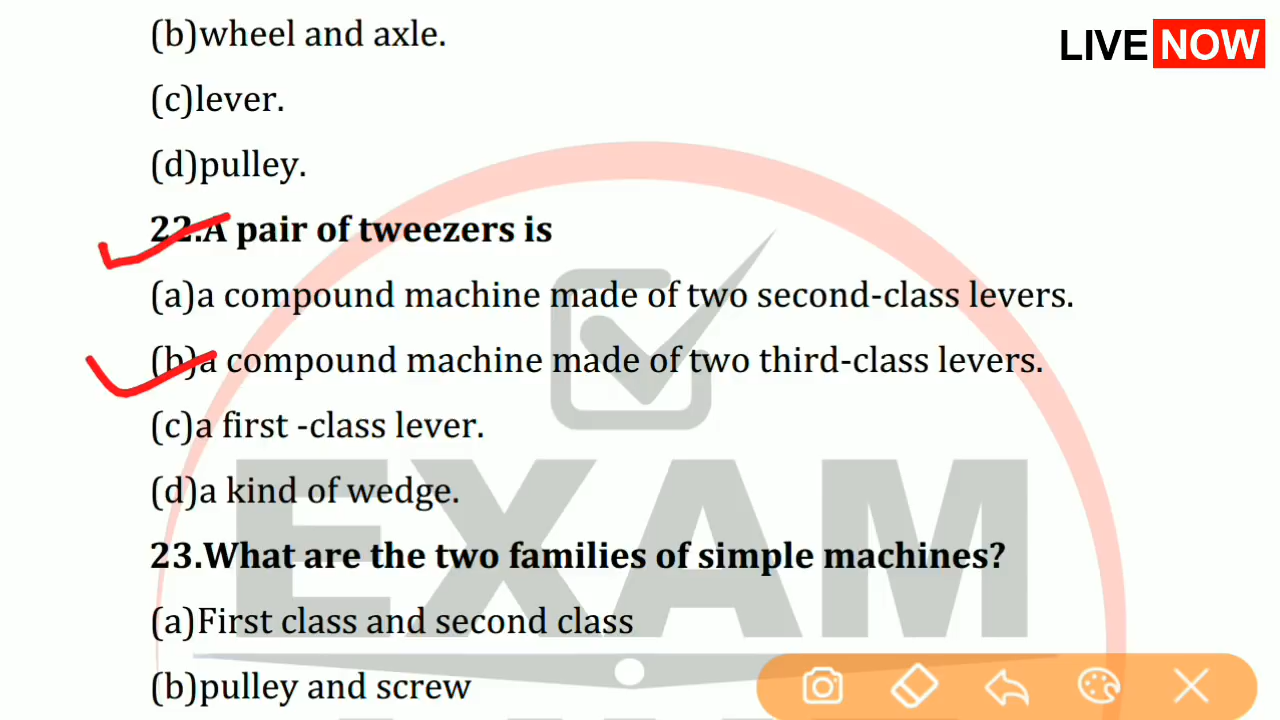 (b)wheel and axle.
LIVE NOW
(c)lever.
(d)pulley.
22.A pair of tweezers is
(a)a compound machine made of two second-class levers.
(b)a compound machine made of two third-class levers.
(c)a first -class lever.
(d)a kind of wedge.
EXAM
23.What are the two families of simple machines?
(a)First class and second class
(b)pulley and screw